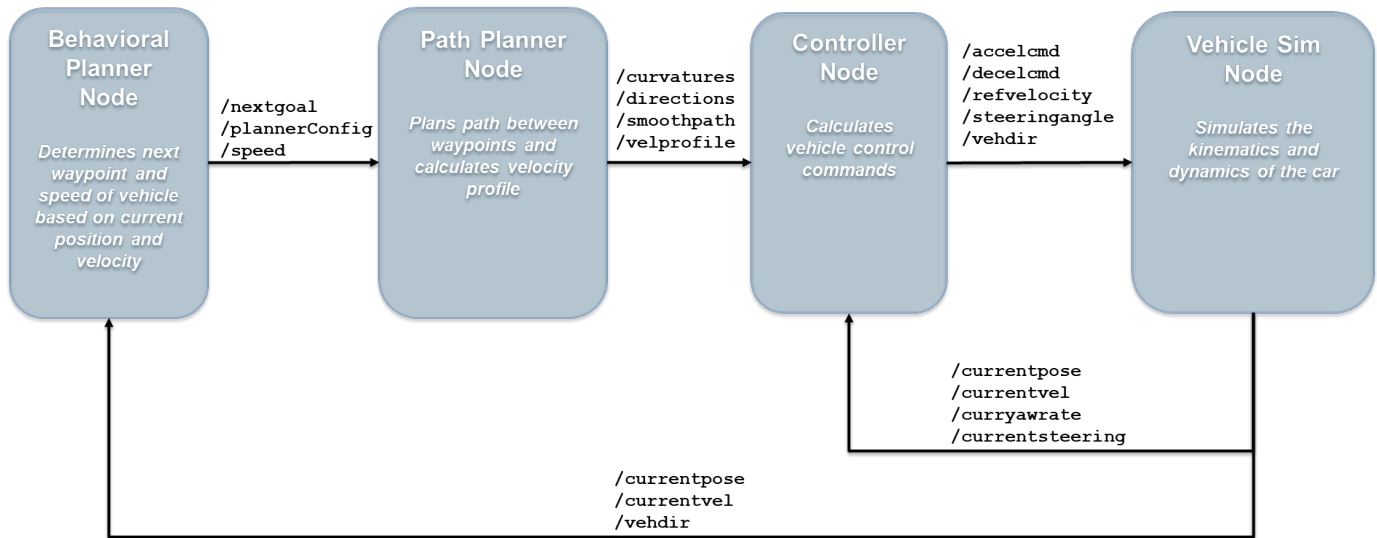 Behavioral
Planner
Node
Determines next
waypoint and
speed of vehicle
based on current
position and
velocity
/nextgoal
/plannerConfig
/speed
Path Planner
Node
Plans path between
waypoints and
calculates velocity
profile
/curvatures
/directions
/smoothpath
/velprofile
Controller
Node
Calculates
vehicle control
commands
/accelcmd
/decelcmd
/refvelocity
/steeringangle
/vehdir
Vehicle Sim
Node
Simulates the
kinematics and
dynamics of the car
/currentpose
/currentvel
/curryawrate
/currentsteering
/currentpose
/currentvel
/vehdir